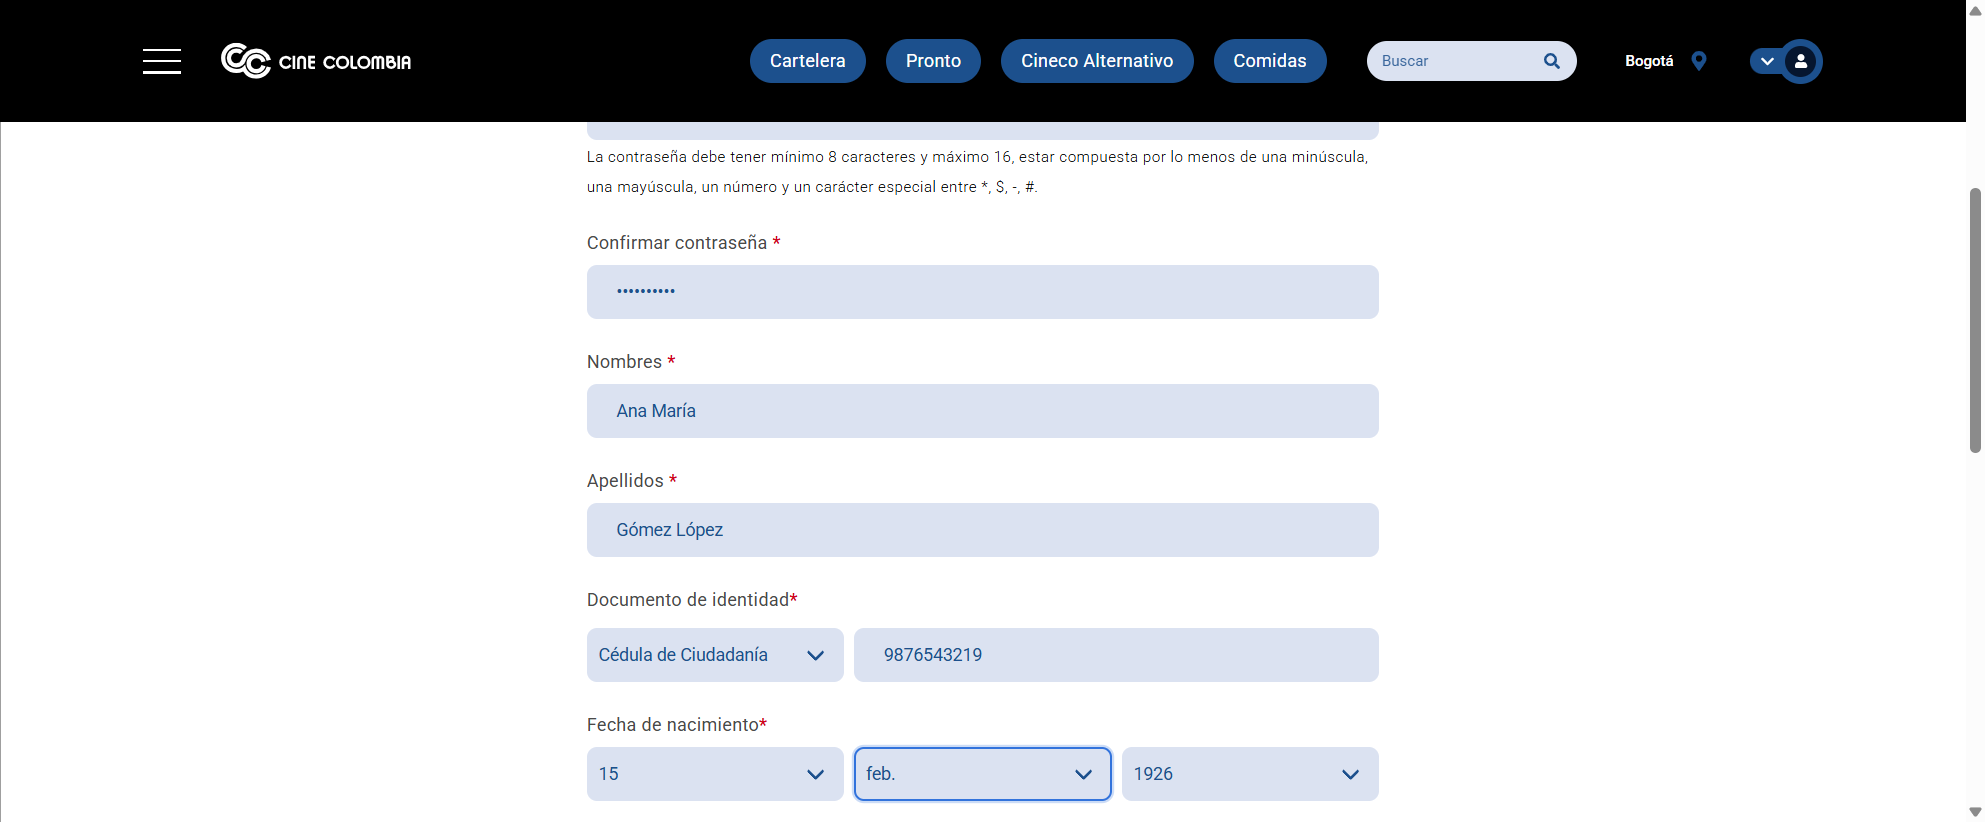 CINE COLOMBIA
Cartelera
Pronto
Cineco Alternativo
Comidas
Buscar
Bogotá
La contraseña debe tener mínimo 8 caracteres y máximo 16, estar compuesta por lo menos de una minúscula,
una mayúscula, un número y un carácter especial entre *, $, -, #.
Confirmar contraseña *
••••••••••
Nombres *
Ana María
Apellidos *
Gómez López
Documento de identidad*
Cédula de Ciudadanía
9876543219
Fecha de nacimiento*
15
feb.
1926